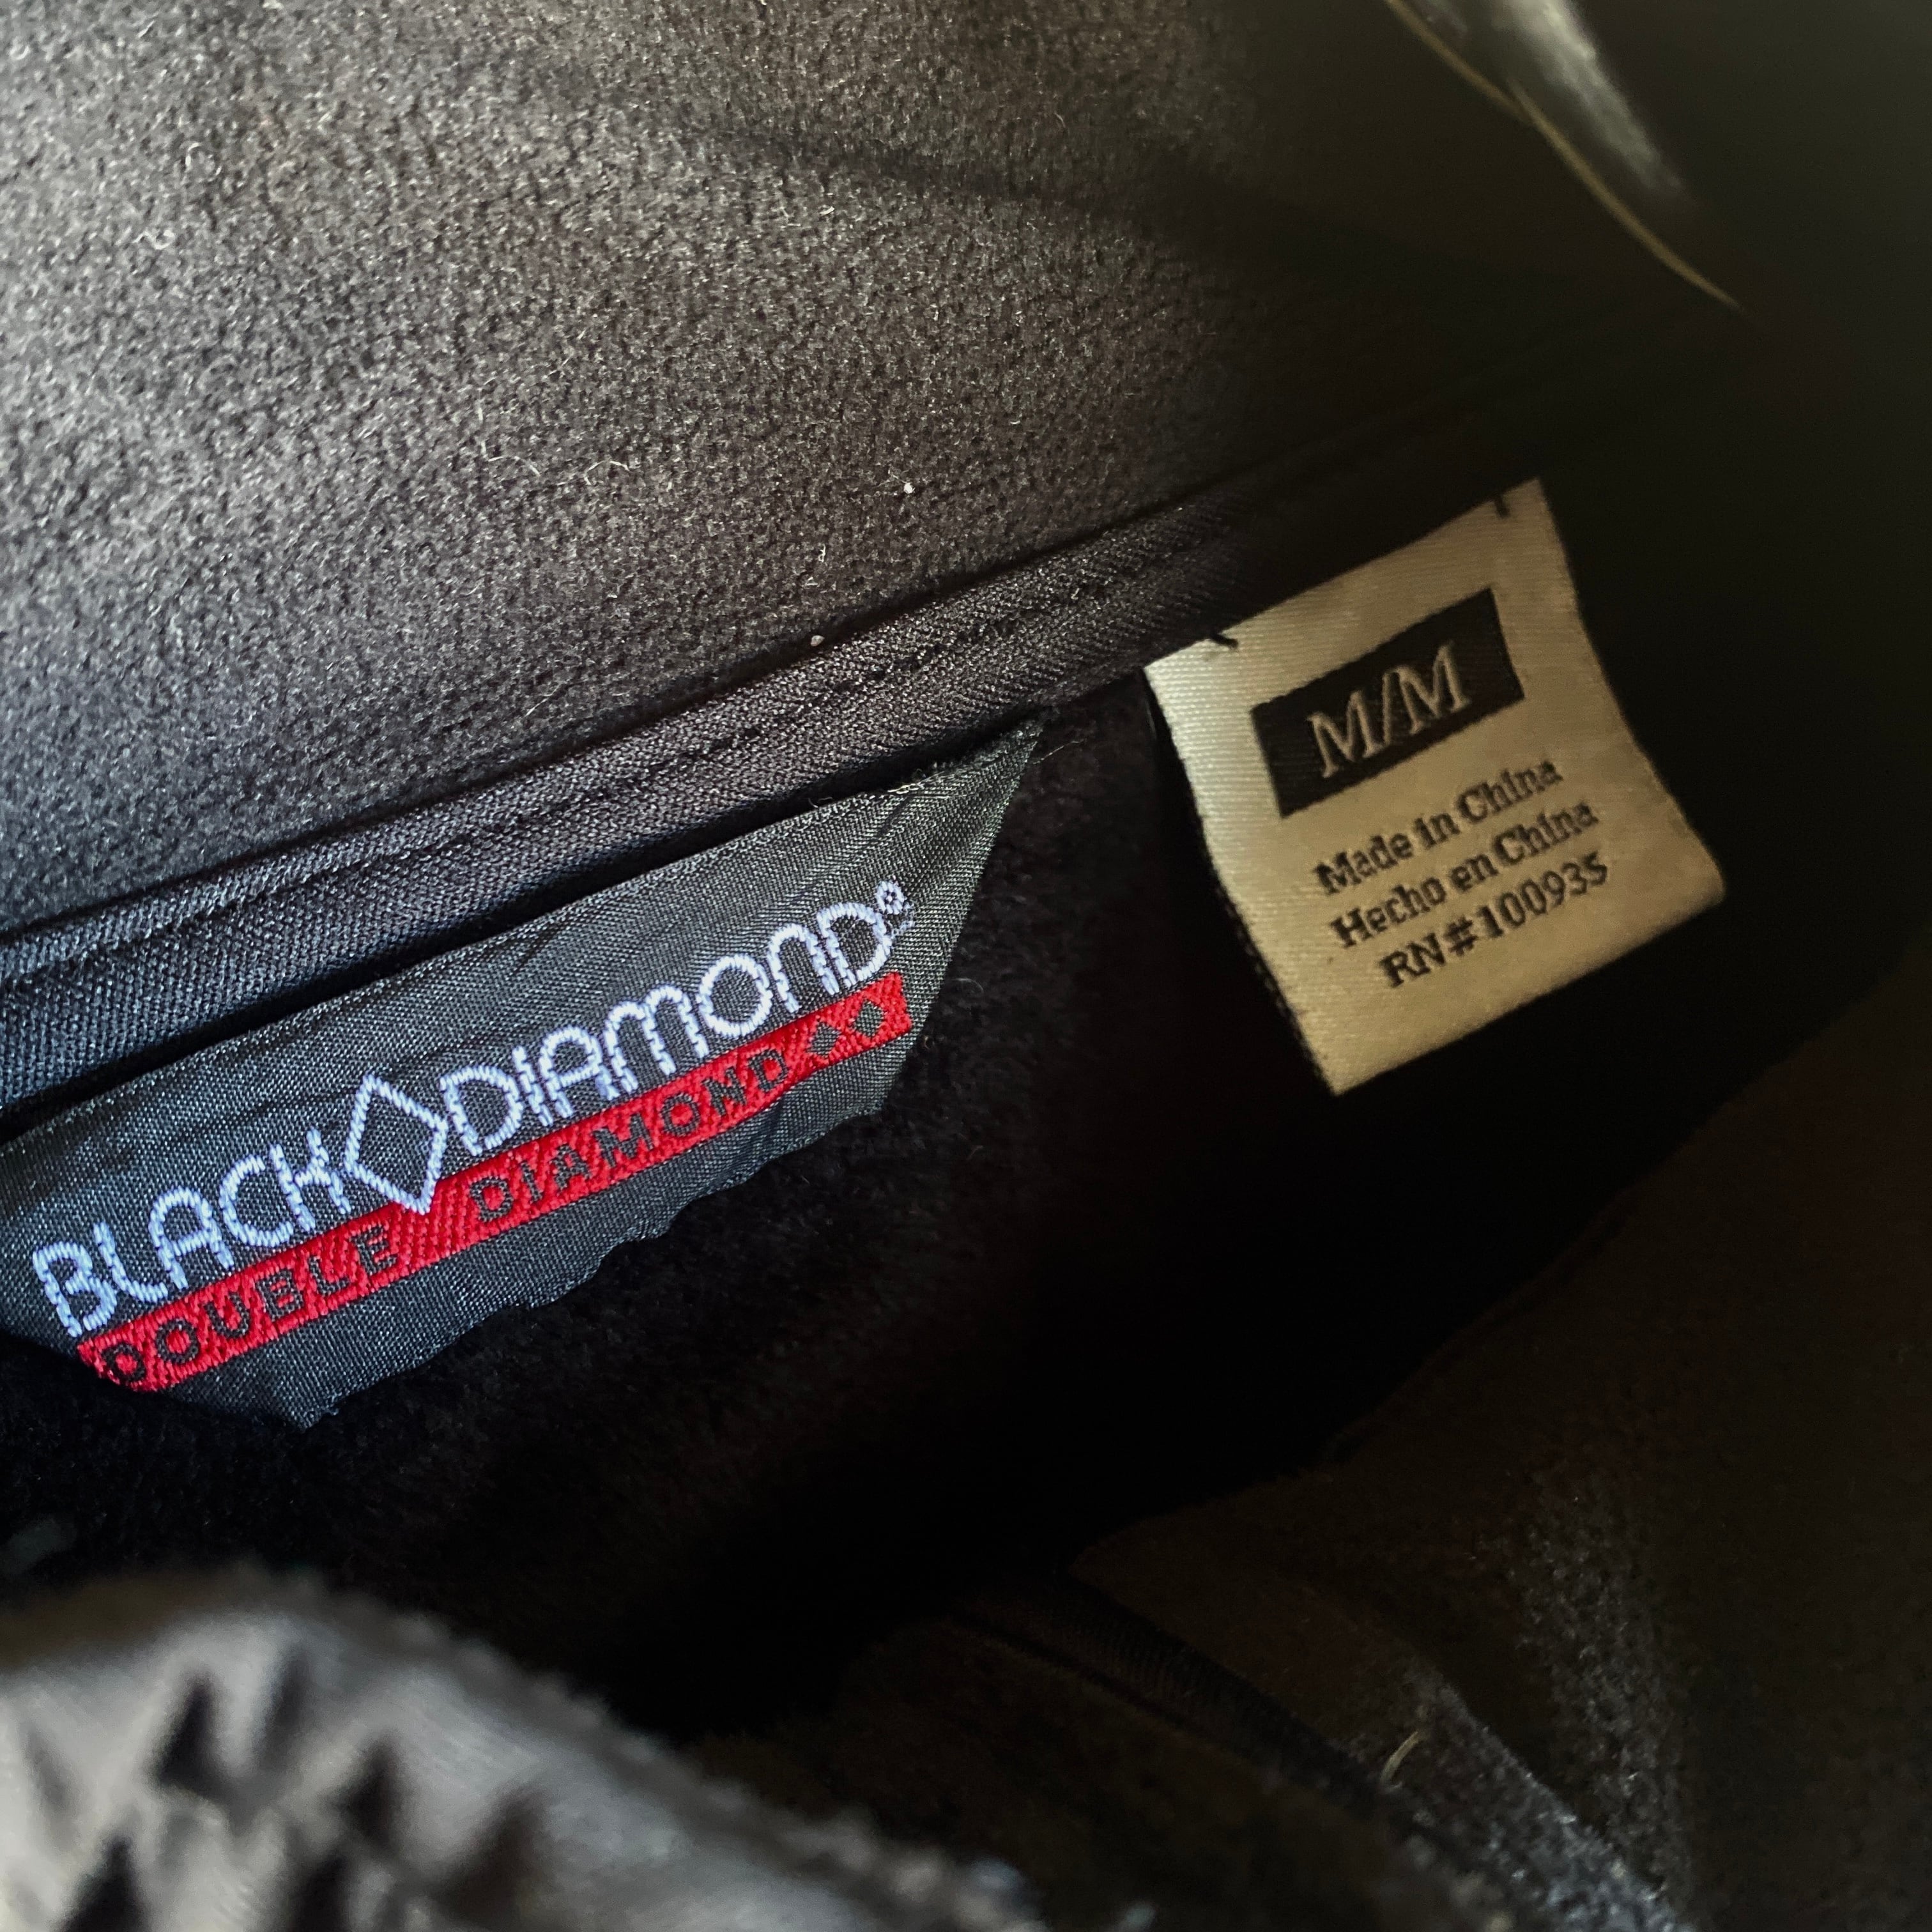 BLACK DIAMOND®
DOUBLE DIAMOND
M/M
Made in China
Hecho en China
RN#100935